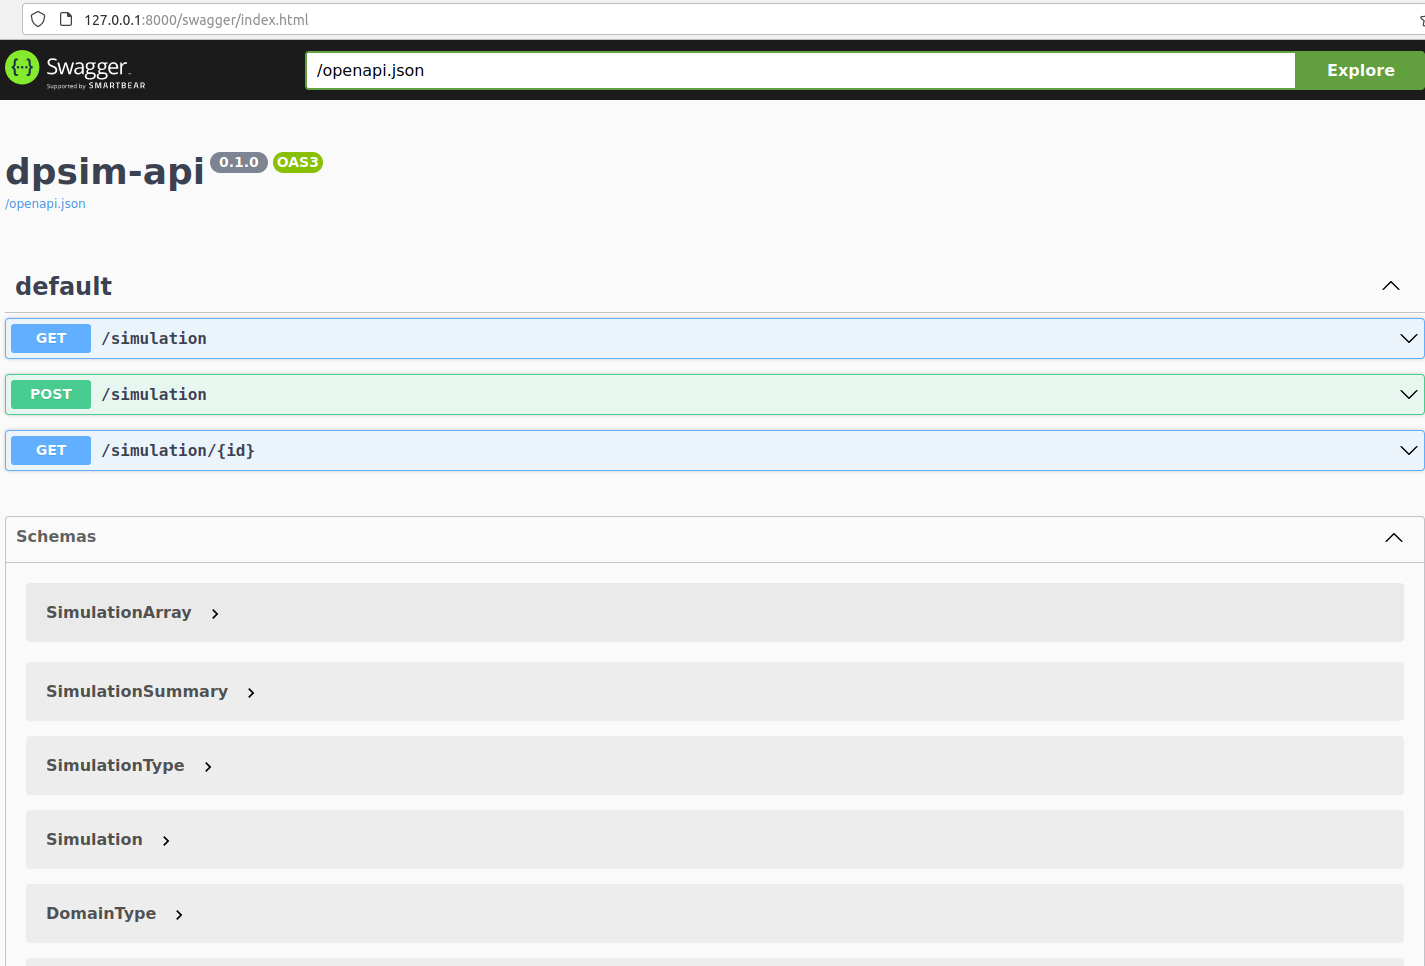 127.0.0.1:8000/swagger/index.html
Swagger
Supported by SMARTBEAR
/openapi.json
Explore
dpsim-api 0.1.0 OAS3
/openapi.json
default
GET /simulation
POST /simulation
GET /simulation/{id}
Schemas
SimulationArray
SimulationSummary
SimulationType
Simulation
DomainType